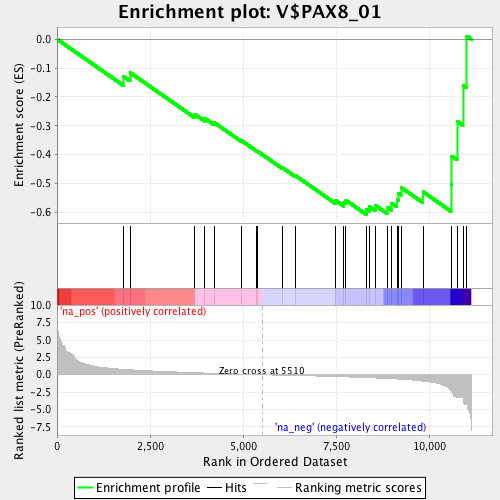 Enrichment plot: V$PAX8_01
Enrichment score (ES)
0.0
-0.1
-0.2
-0.3
-0.4
-0.5
-0.6
Ranked list metric (PreRanked)
10.0
7.5
5.0
2.5
0.0
-2.5
-5.0
-7.5
'na_pos' (positively correlated)
Zero cross at 5510
'na_neg' (negatively correlated)
0
2,500
5,000
7,500
10,000
Rank in Ordered Dataset
Enrichment profile
Hits
Ranking metric scores